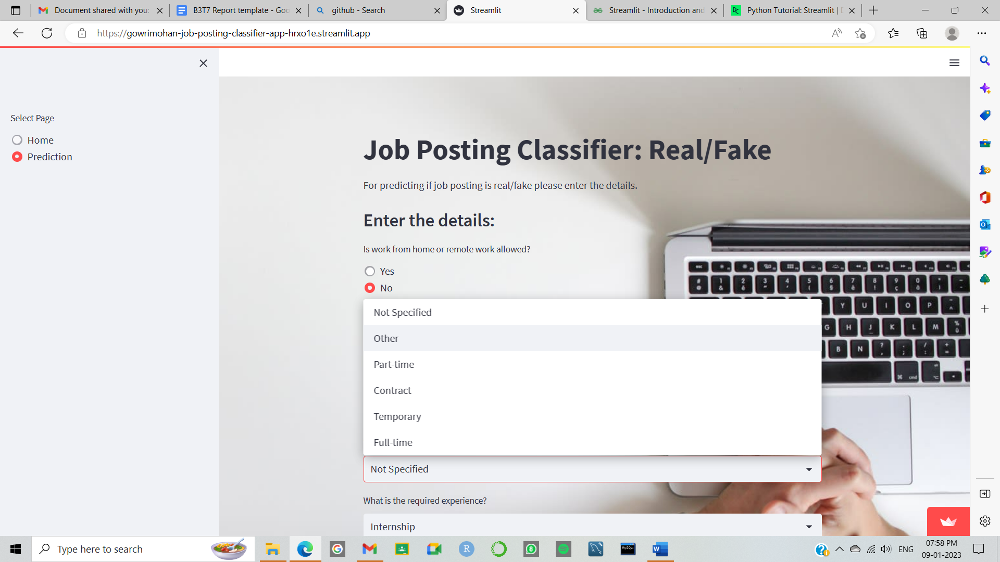 Document shared with you:
B3T7 Report template - Goo
github - Search
Streamlit
Streamlit - Introduction and
Python Tutorial: Streamlit |
https://gowrimohan-job-posting-classifier-app-hrxo1e.streamlit.app
Select Page
Home
Prediction
Job Posting Classifier: Real/Fake
For predicting if job posting is real/fake please enter the details.
Enter the details:
Is work from home or remote work allowed?
Yes
No
Not Specified
Other
Part-time
Contract
Temporary
Full-time
Not Specified
What is the required experience?
Internship
Type here to search
ENG
07:58 PM
09-01-2023